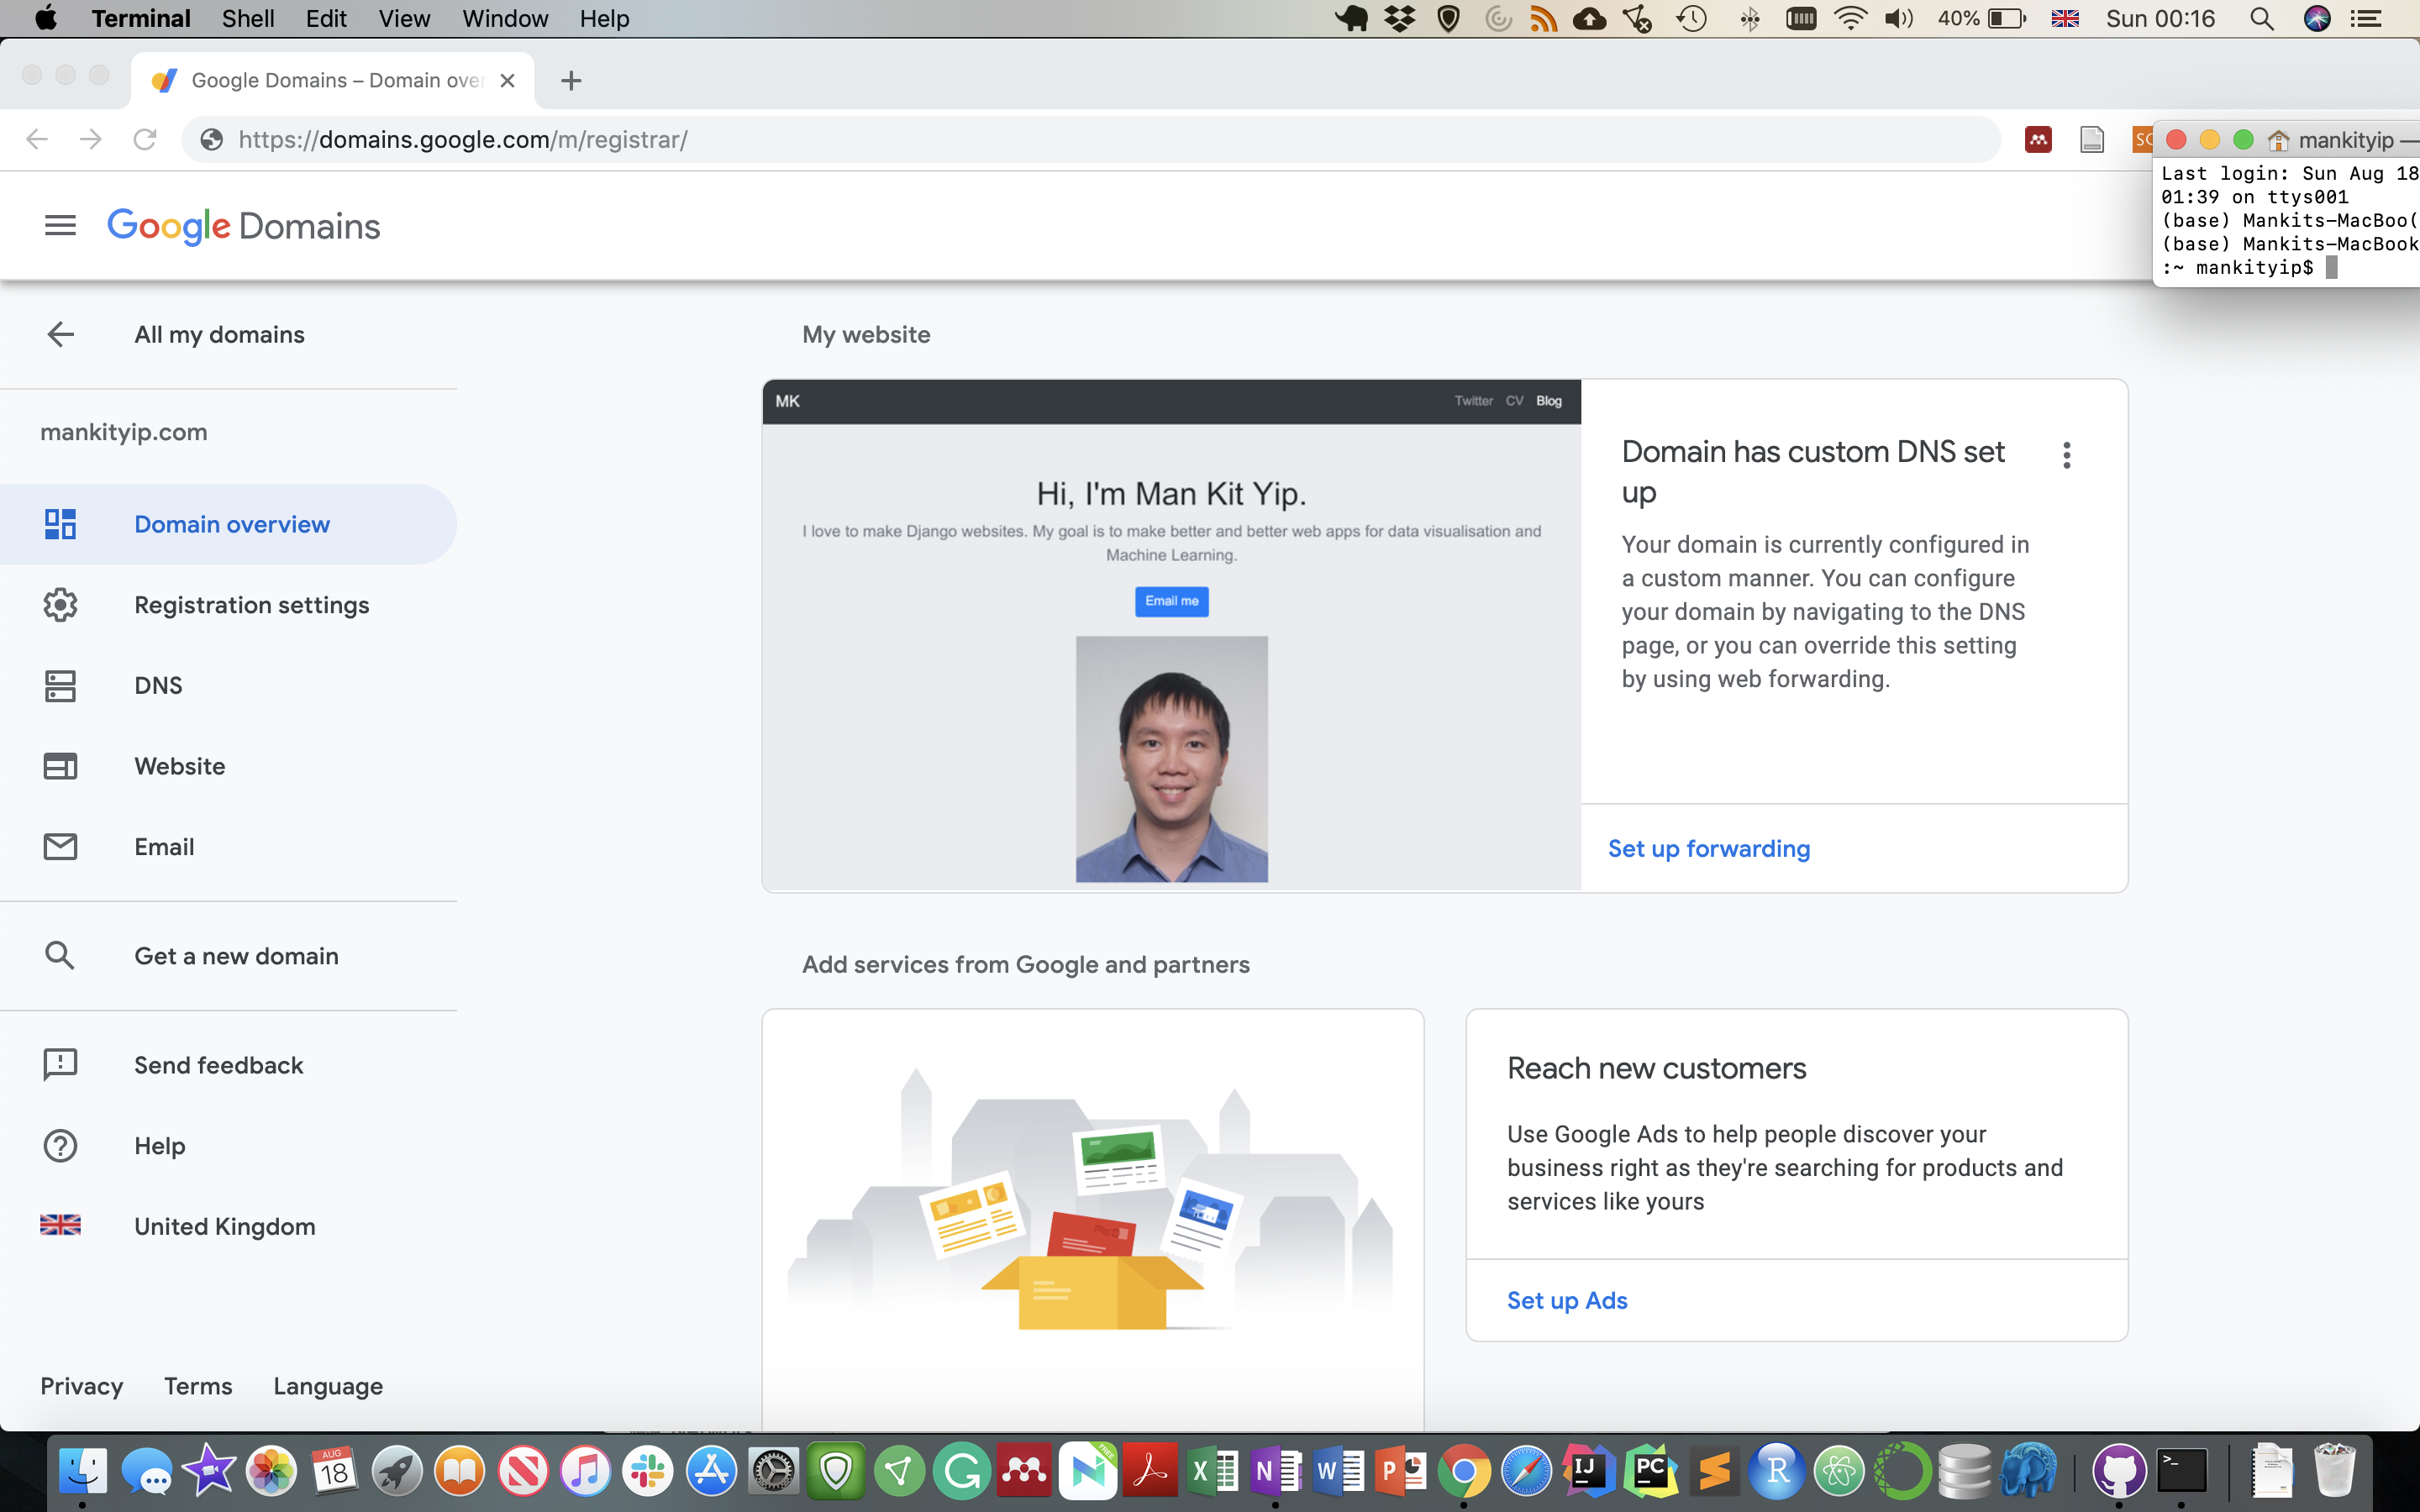 Terminal Shell Edit View Window Help
40% Sun 00:16
Google Domains – Domain over
https://domains.google.com/m/registrar/
mankityip —
Last login: Sun Aug 18
01:39 on ttys001
(base) Mankits-MacBoo(
(base) Mankits-MacBook
:~ mankityip$
Google Domains
All my domains
mankityip.com
Domain overview
Registration settings
DNS
Website
Email
Get a new domain
Send feedback
Help
United Kingdom
Privacy Terms Language
My website
MK
Twitter CV Blog
Hi, I'm Man Kit Yip.
I love to make Django websites. My goal is to make better and better web apps for data visualisation and
Machine Learning.
Email me
Domain has custom DNS set
up
Your domain is currently configured in
a custom manner. You can configure
your domain by navigating to the DNS
page, or you can override this setting
by using web forwarding.
Set up forwarding
Add services from Google and partners
Reach new customers
Use Google Ads to help people discover your
business right as they're searching for products and
services like yours
Set up Ads
AUG
18
FREE
X
N
W
P
IJ
PC
R
>_